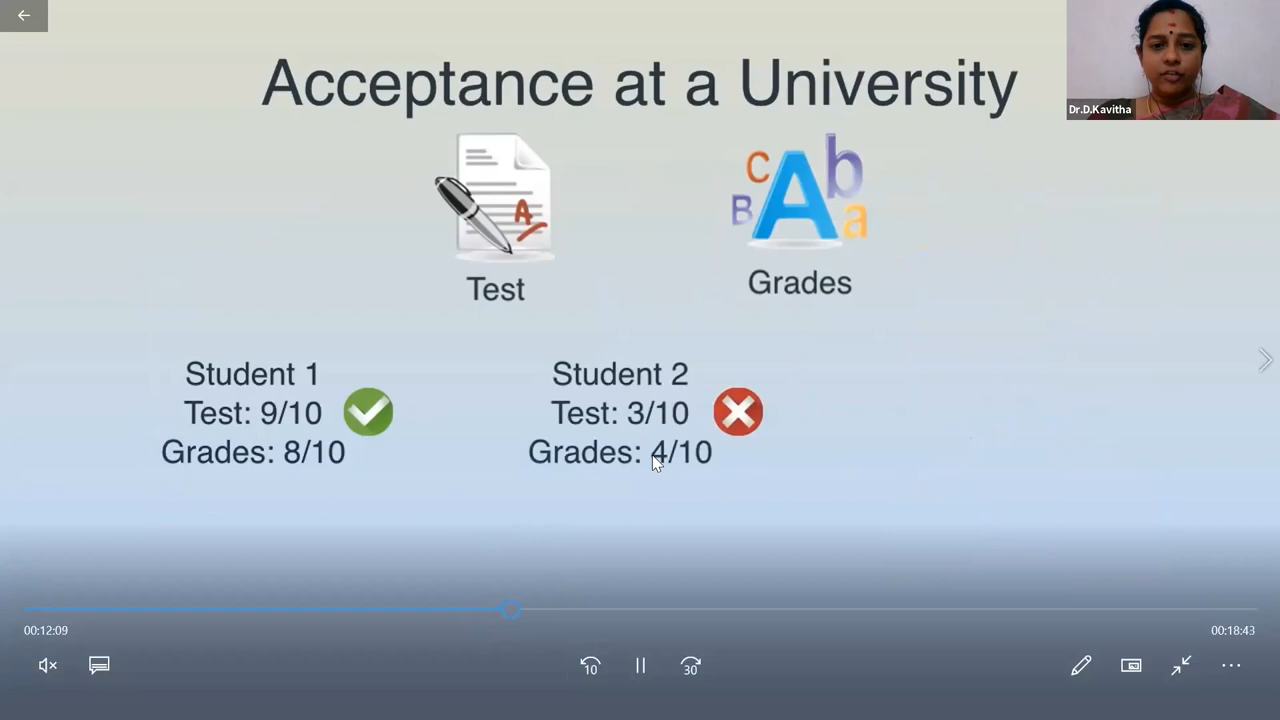 Acceptance at a University
Dr.D.Kavitha
A
C b
B A a
Test
Grades
Student 1
Test: 9/10
Grades: 8/10
Student 2
Test: 3/10
Grades: 4/10
00:12:09
00:18:43
10
30